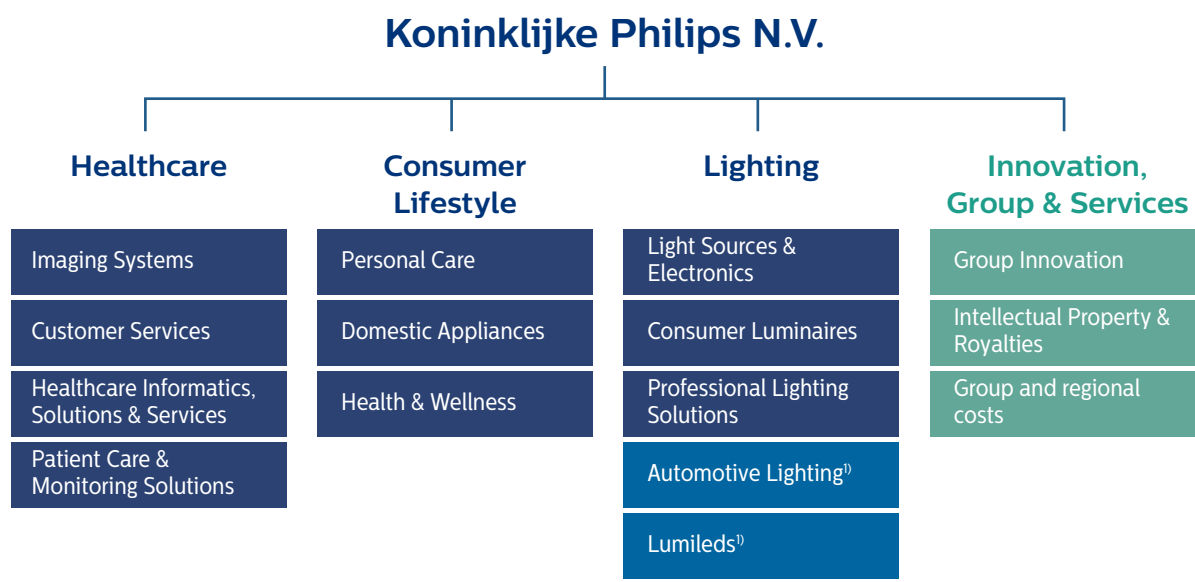 Koninklijke Philips N.V.
Healthcare
Imaging Systems
Customer Services
Healthcare Informatics,
Solutions & Services
Patient Care &
Monitoring Solutions
Consumer
Lifestyle
Personal Care
Domestic Appliances
Health & Wellness
Lighting
Light Sources &
Electronics
Consumer Luminaires
Professional Lighting
Solutions
Automotive Lighting¹⁾
Lumileds¹⁾
Innovation,
Group & Services
Group Innovation
Intellectual Property &
Royalties
Group and regional
costs